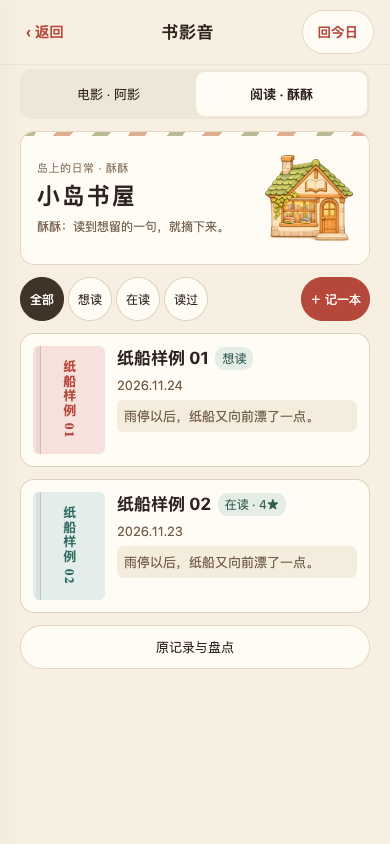 ‹ 返回
书影音
回今日
电影 · 阿影
阅读 · 酥酥
岛上的日常 · 酥酥
小岛书屋
酥酥：读到想留的一句，就摘下来。
全部
想读
在读
读过
+ 记一本
纸船样例 01
纸船样例 01
想读
2026.11.24
雨停以后，纸船又向前漂了一点。
纸船样例 02
纸船样例 02
在读 · 4★
2026.11.23
雨停以后，纸船又向前漂了一点。
原记录与盘点